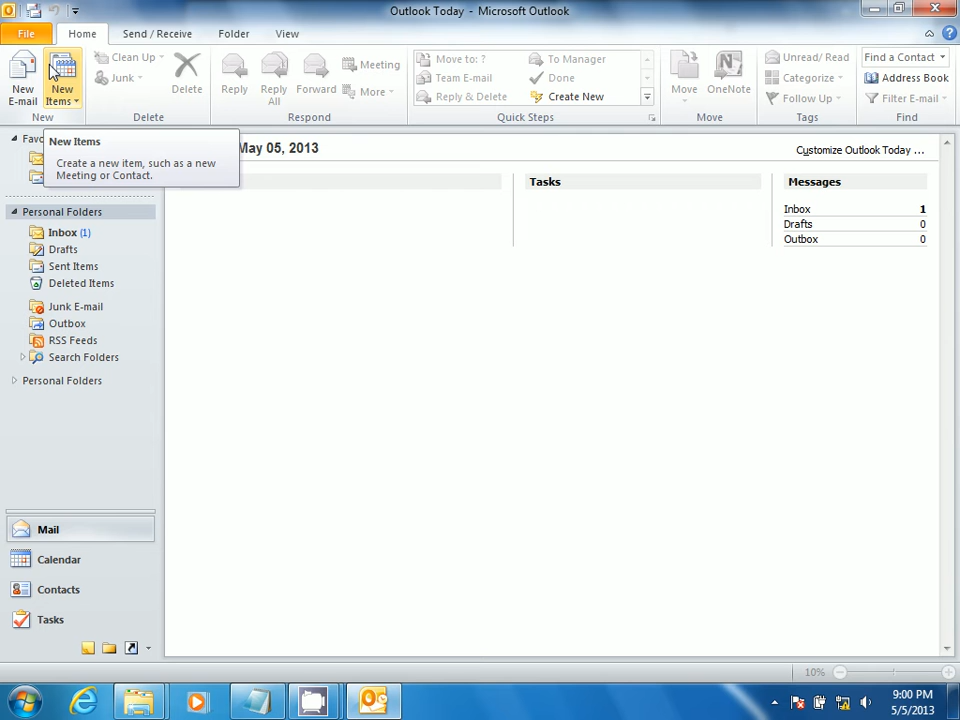 Outlook Today - Microsoft Outlook
File
Home
Send / Receive
Folder
View
New
E-mail
New
Items
Clean Up
Junk
Delete
Reply
Reply
All
Forward
Meeting
More
Move to: ?
Team E-mail
Reply & Delete
To Manager
Done
Create New
Move
OneNote
Unread/ Read
Categorize
Follow Up
Find a Contact
Address Book
Filter E-mail
New
Delete
Respond
Quick Steps
Move
Tags
Find
New Items
Create a new item, such as a new
Meeting or Contact.
May 05, 2013
Customize Outlook Today ...
Tasks
Messages
Inbox 1
Drafts 0
Outbox 0
Personal Folders
Inbox (1)
Drafts
Sent Items
Deleted Items
Junk E-mail
Outbox
RSS Feeds
Search Folders
Personal Folders
Mail
Calendar
Contacts
Tasks
10%
9:00 PM
5/5/2013